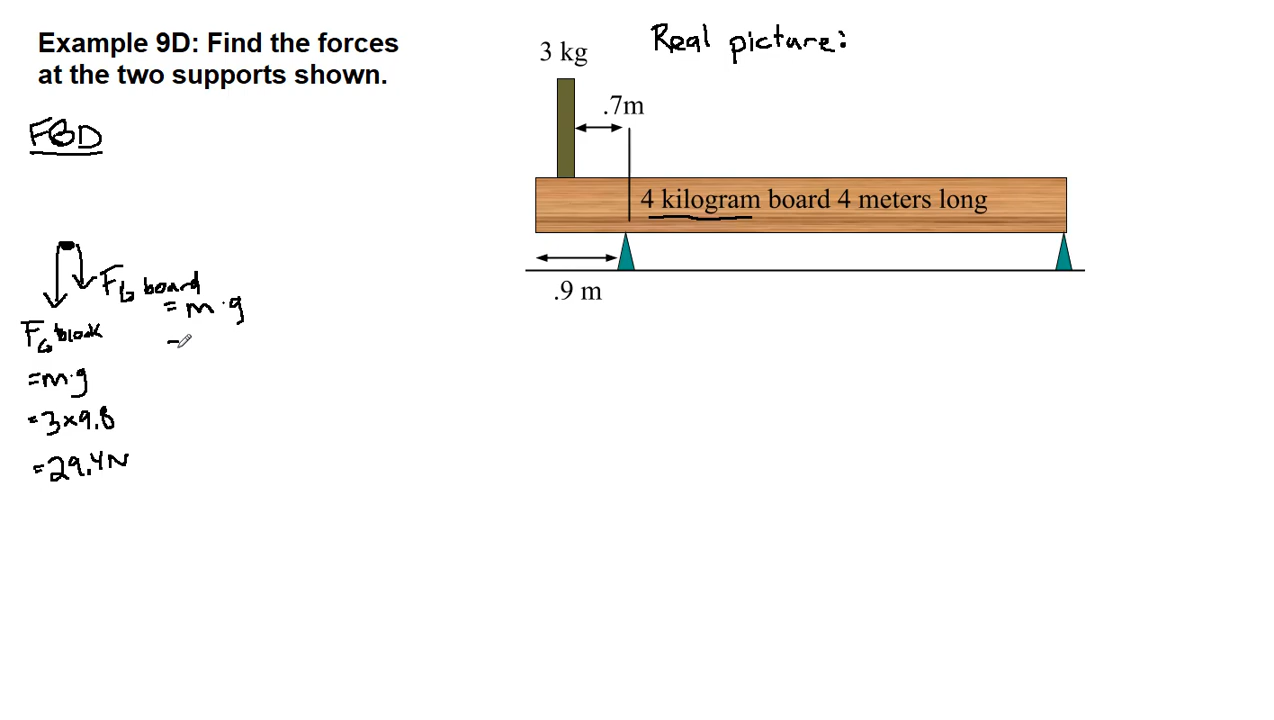 Example 9D: Find the forces
at the two supports shown.
Real picture:
3 kg
.7m
FBD
4 kilogram board 4 meters long
.9 m
FG board
= m·g
=
FG block
=m·g
=3×9.8
=29.4N